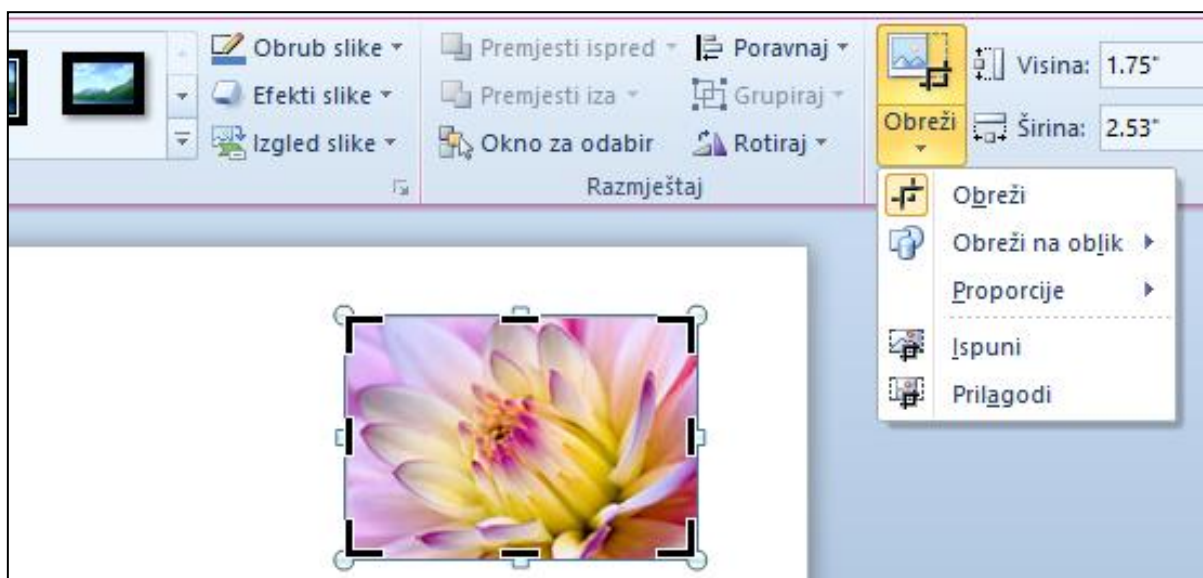 Obrub slike
Efekti slike
Izgled slike
Premjesti ispred
Premjesti iza
Okno za odabir
Poravnaj
Grupiraj
Rotiraj
Razmještaj
Obreži
Visina: 1.75"
Širina: 2.53"
Obreži
Obreži na oblik
Proporcije
Ispuni
Prilagodi